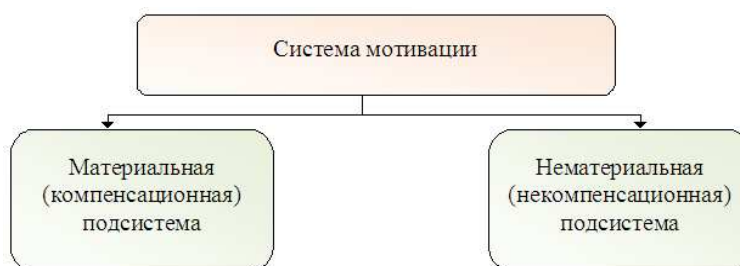 Система мотивации
Материальная
(компенсационная)
подсистема
Нематериальная
(некомпенсационная)
подсистема